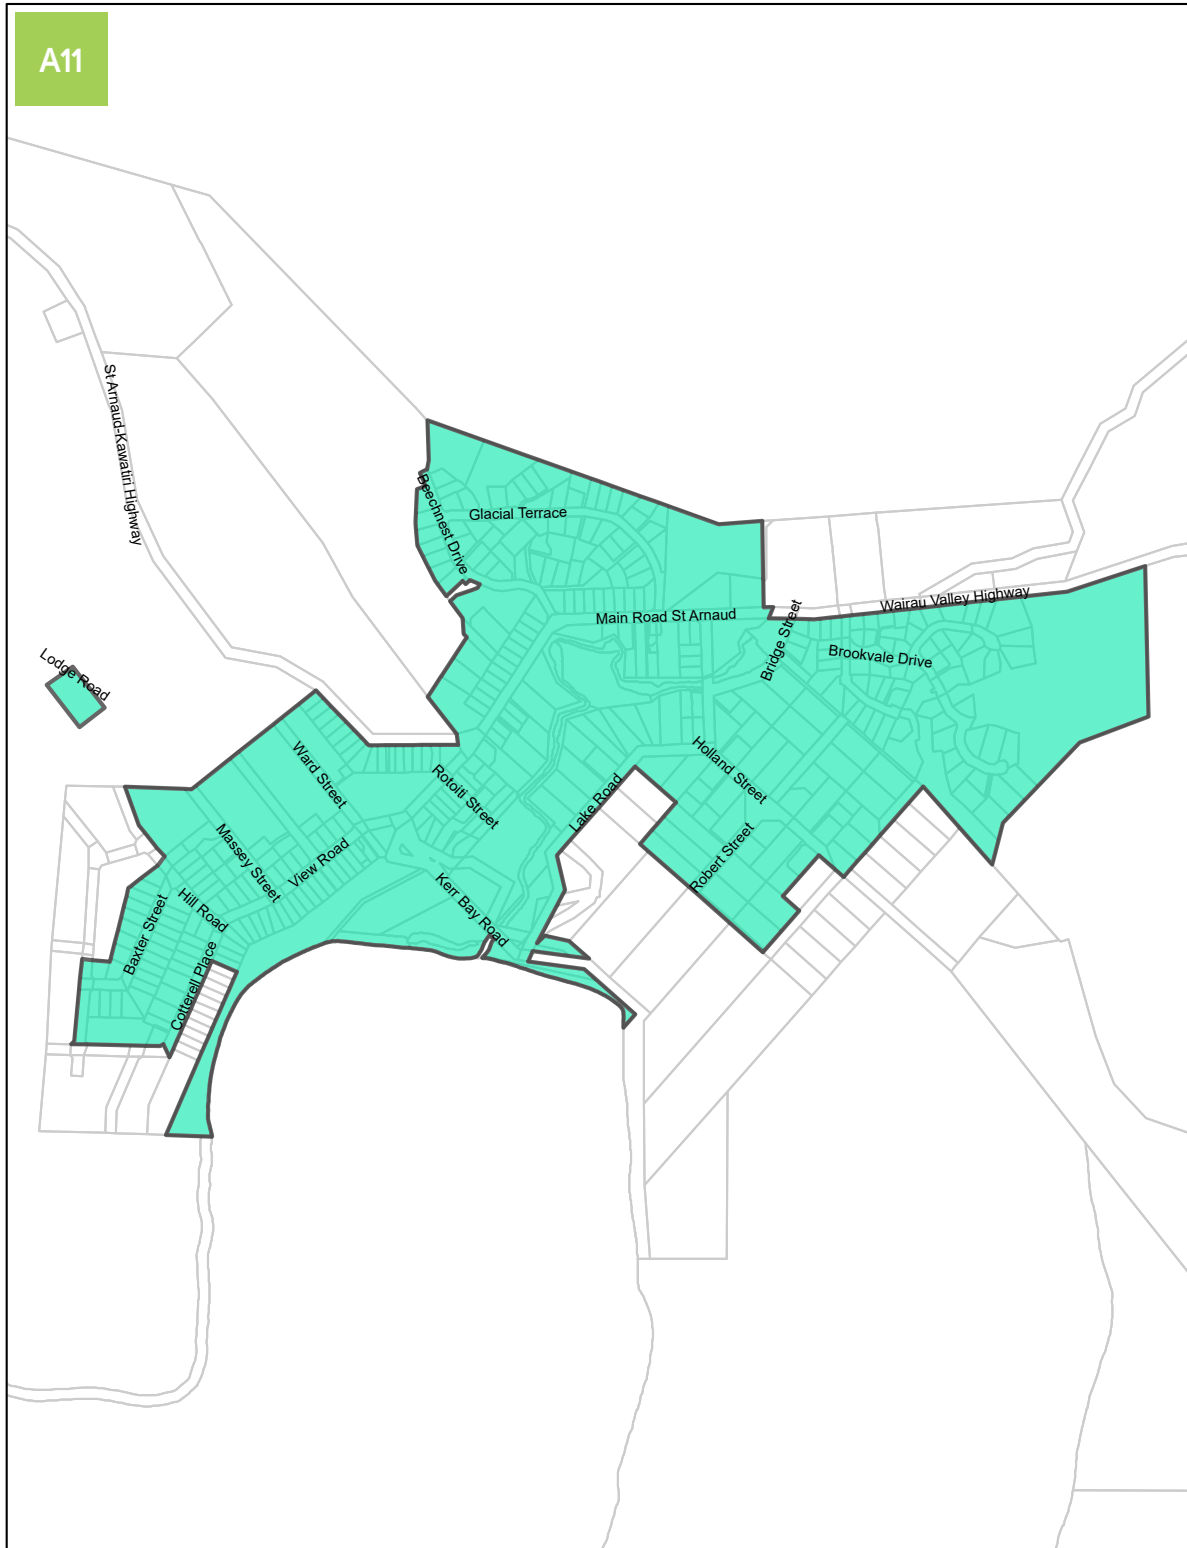 A11
St Arnaud-Kawatiri Highway
Beechnest Drive
Glacial Terrace
Main Road St Arnaud
Bridge Street
Wairau Valley Highway
Brookvale Drive
Lodge Road
Ward Street
Rotoiti Street
Lake Road
Holland Street
Robert Street
Massey Street
View Road
Hill Road
Baxter Street
Cotterell Place
Kerr Bay Road